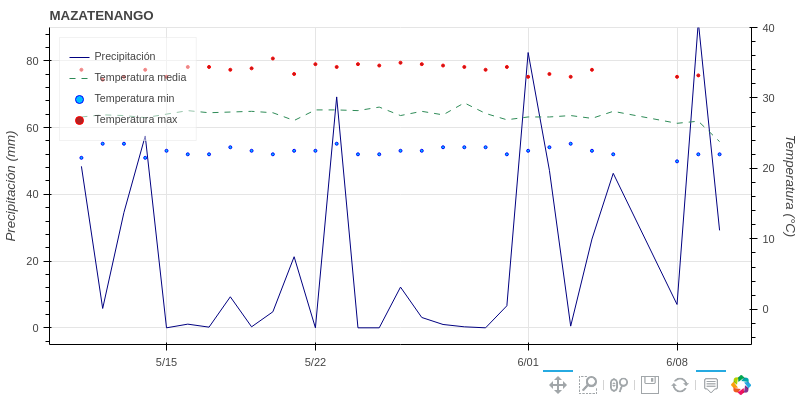 MAZATENANGO
Precipitación
Temperatura media
Temperatura min
Temperatura max
80
60
40
20
0
Precipitación (mm)
40
30
20
10
0
Temperatura (°C)
5/15
5/22
6/01
6/08